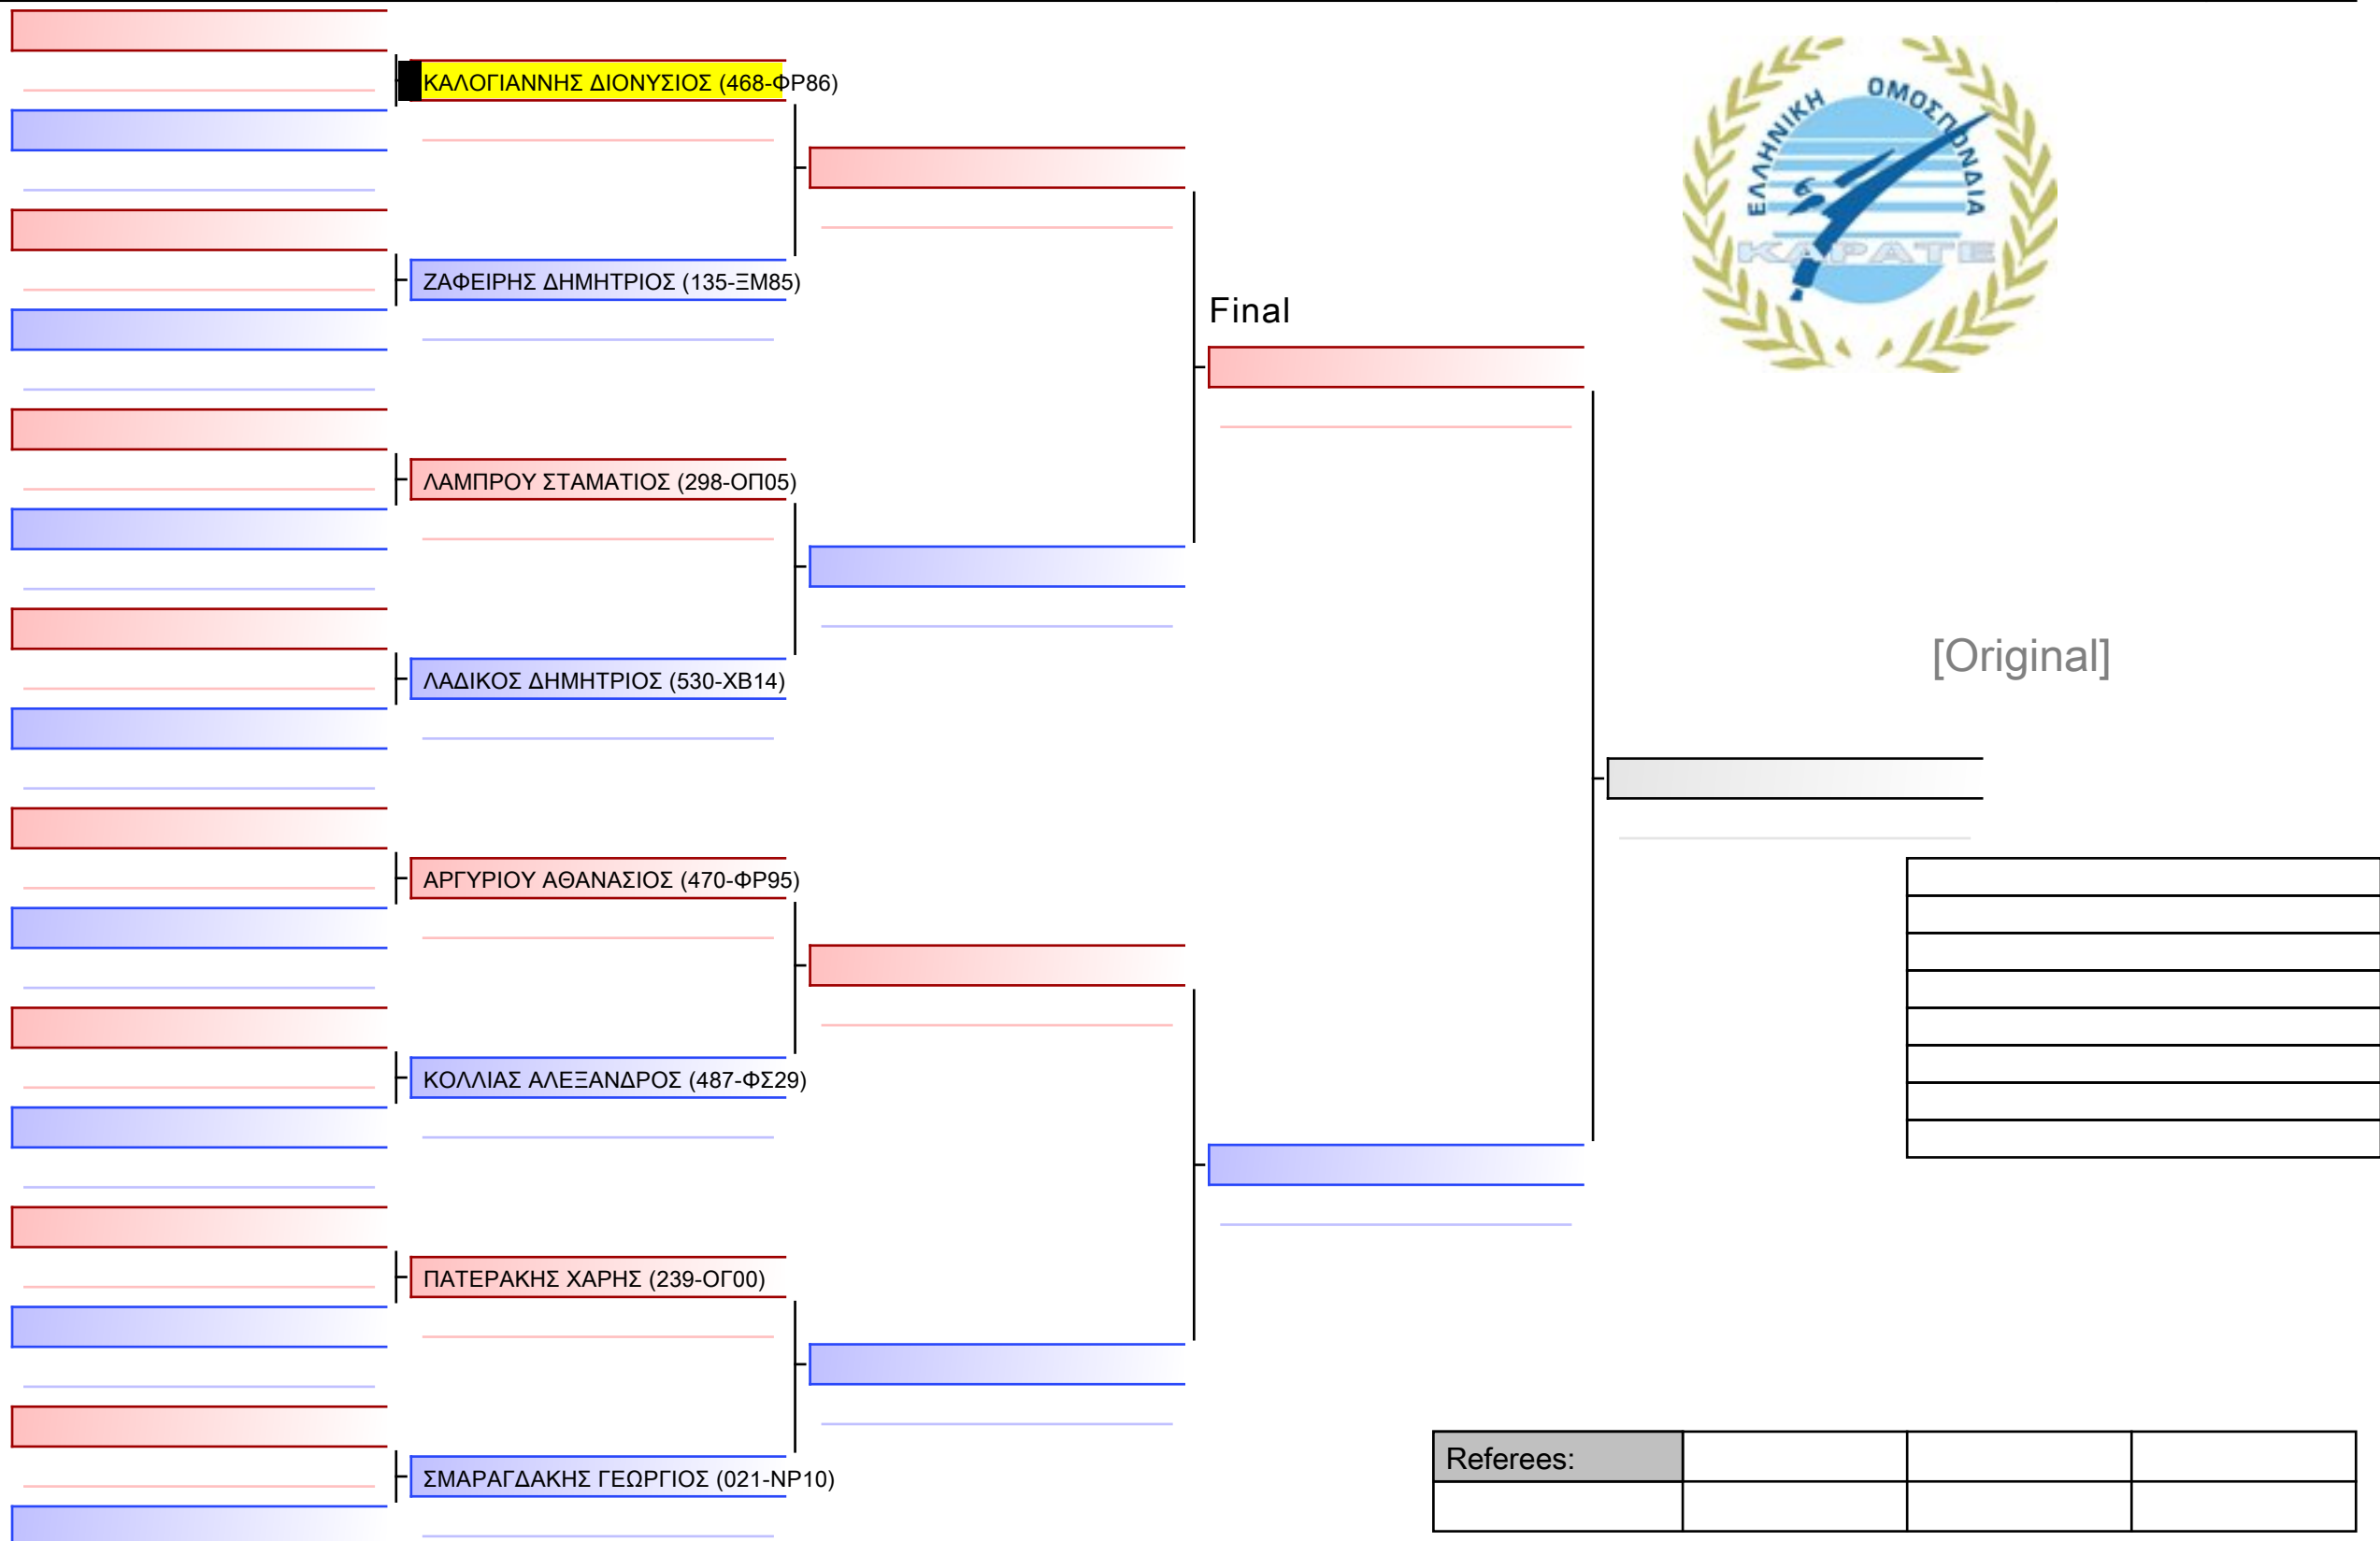 ΚΑΛΟΓΙΑΝΝΗΣ ΔΙΟΝΥΣΙΟΣ (468-ΦΡ86)
ΕΛΛΗΝΙΚΗ ΟΜΟΣΠΟΝΔΙΑ
ΚΑΡΑΤΕ
ΖΑΦΕΙΡΗΣ ΔΗΜΗΤΡΙΟΣ (135-ΞΜ85)
Final
ΛΑΜΠΡΟΥ ΣΤΑΜΑΤΙΟΣ (298-ΟΠ05)
[Original]
ΛΑΔΙΚΟΣ ΔΗΜΗΤΡΙΟΣ (530-ΧΒ14)
ΑΡΓΥΡΙΟΥ ΑΘΑΝΑΣΙΟΣ (470-ΦΡ95)
ΚΟΛΛΙΑΣ ΑΛΕΞΑΝΔΡΟΣ (487-ΦΣ29)
ΠΑΤΕΡΑΚΗΣ ΧΑΡΗΣ (239-ΟΓ00)
Referees:
ΣΜΑΡΑΓΔΑΚΗΣ ΓΕΩΡΓΙΟΣ (021-ΝΡ10)